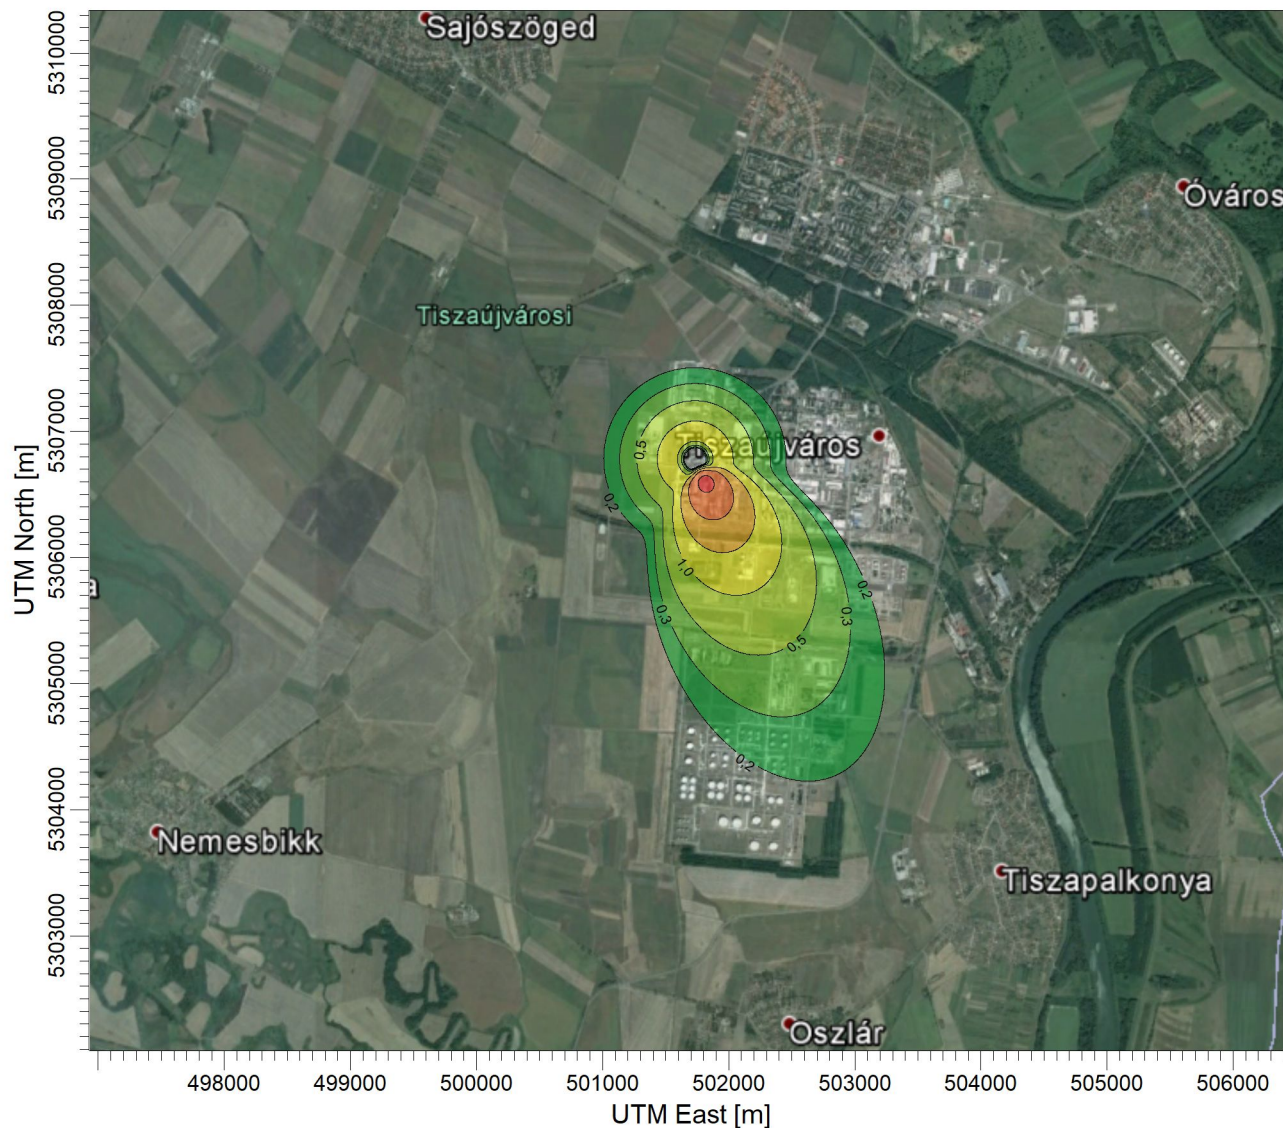 Sajószöged
Óváros
Tiszaújvárosi
Tiszaújváros
a
Nemesbikk
Tiszapalkonya
Oszlár
0,5
0,2
1,0
0,3
0,2
0,3
0,5
0,2
UTM North [m]
5310000
5309000
5308000
5307000
5306000
5305000
5304000
5303000
498000
499000
500000
501000
502000
503000
504000
505000
506000
UTM East [m]